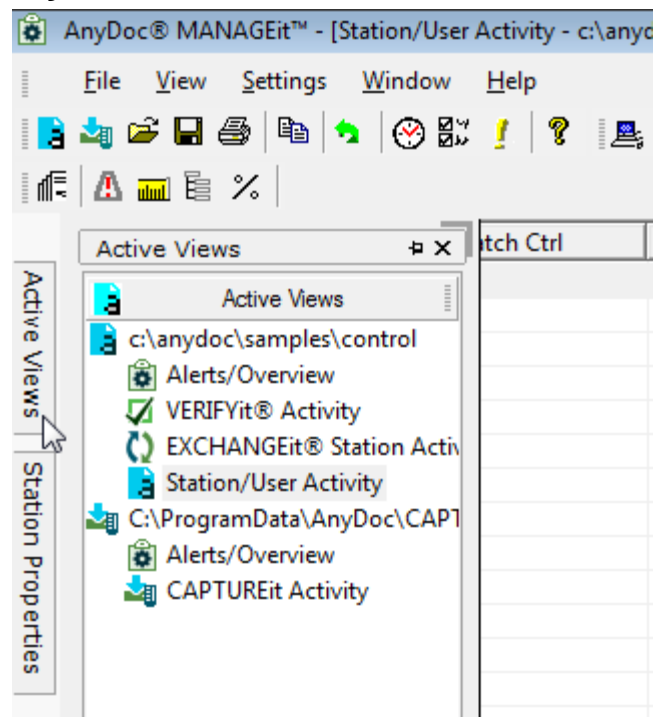 AnyDoc® MANAGEit™ - [Station/User Activity - c:\anyd
File View Settings Window Help
Active Views
atch Ctrl
Active Views
c:\anydoc\samples\control
Alerts/Overview
VERIFYit® Activity
EXCHANGEit® Station Activ
Station/User Activity
C:\ProgramData\AnyDoc\CAPT
Alerts/Overview
CAPTUREit Activity
Active Views
Station Properties